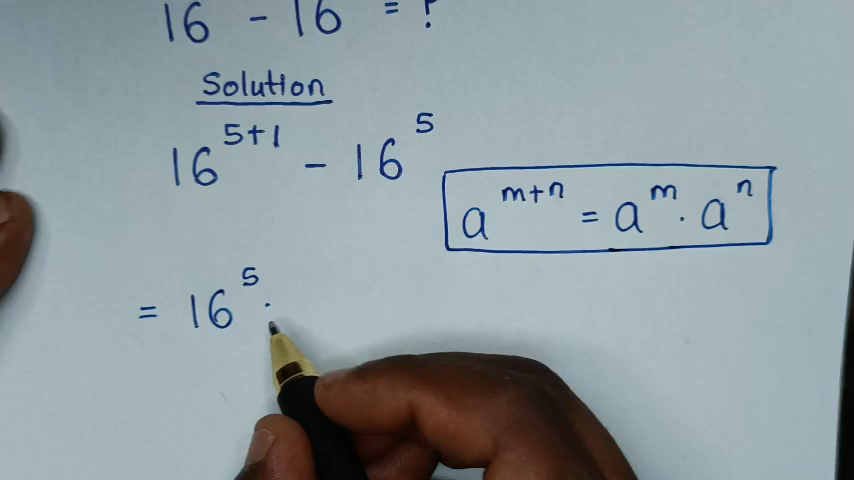 16 - 16 = ?
Solution
16^{5+1} - 16^5
a^{m+n} = a^m · a^n
= 16^5 ·